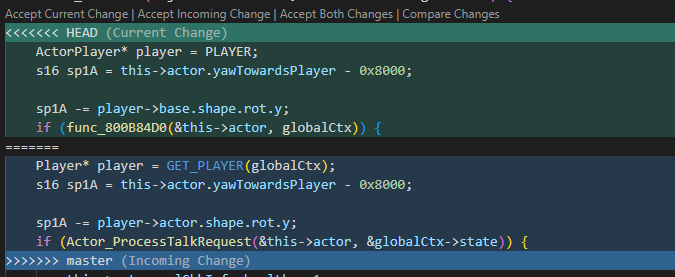 Accept Current Change | Accept Incoming Change | Accept Both Changes | Compare Changes
<<<<<<< HEAD (Current Change)
    ActorPlayer* player = PLAYER;
    s16 sp1A = this->actor.yawTowardsPlayer - 0x8000;

    sp1A -= player->base.shape.rot.y;
    if (func_800B84D0(&this->actor, globalCtx)) {
=======
    Player* player = GET_PLAYER(globalCtx);
    s16 sp1A = this->actor.yawTowardsPlayer - 0x8000;

    sp1A -= player->actor.shape.rot.y;
    if (Actor_ProcessTalkRequest(&this->actor, &globalCtx->state)) {
>>>>>>> master (Incoming Change)